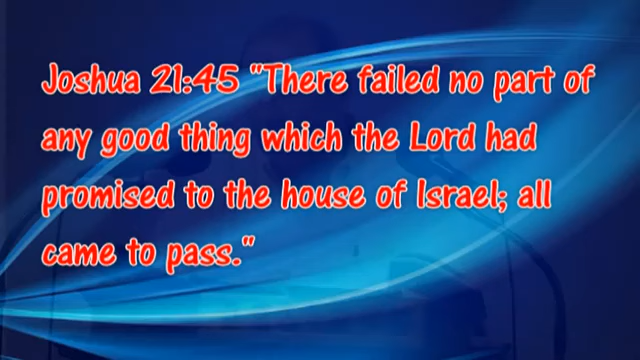 Joshua 21:45 "There failed no part of
any good thing which the Lord had
promised to the house of Israel; all
came to pass."